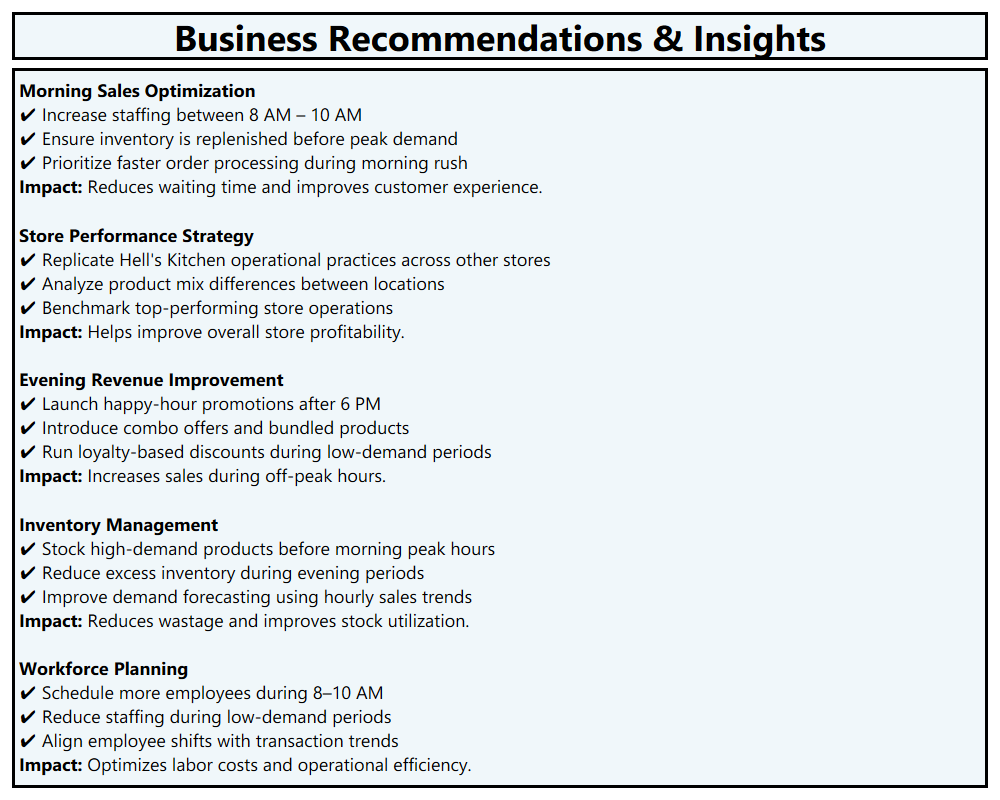 Business Recommendations & Insights
Morning Sales Optimization
✔ Increase staffing between 8 AM – 10 AM
✔ Ensure inventory is replenished before peak demand
✔ Prioritize faster order processing during morning rush
Impact: Reduces waiting time and improves customer experience.
Store Performance Strategy
✔ Replicate Hell's Kitchen operational practices across other stores
✔ Analyze product mix differences between locations
✔ Benchmark top-performing store operations
Impact: Helps improve overall store profitability.
Evening Revenue Improvement
✔ Launch happy-hour promotions after 6 PM
✔ Introduce combo offers and bundled products
✔ Run loyalty-based discounts during low-demand periods
Impact: Increases sales during off-peak hours.
Inventory Management
✔ Stock high-demand products before morning peak hours
✔ Reduce excess inventory during evening periods
✔ Improve demand forecasting using hourly sales trends
Impact: Reduces wastage and improves stock utilization.
Workforce Planning
✔ Schedule more employees during 8–10 AM
✔ Reduce staffing during low-demand periods
✔ Align employee shifts with transaction trends
Impact: Optimizes labor costs and operational efficiency.